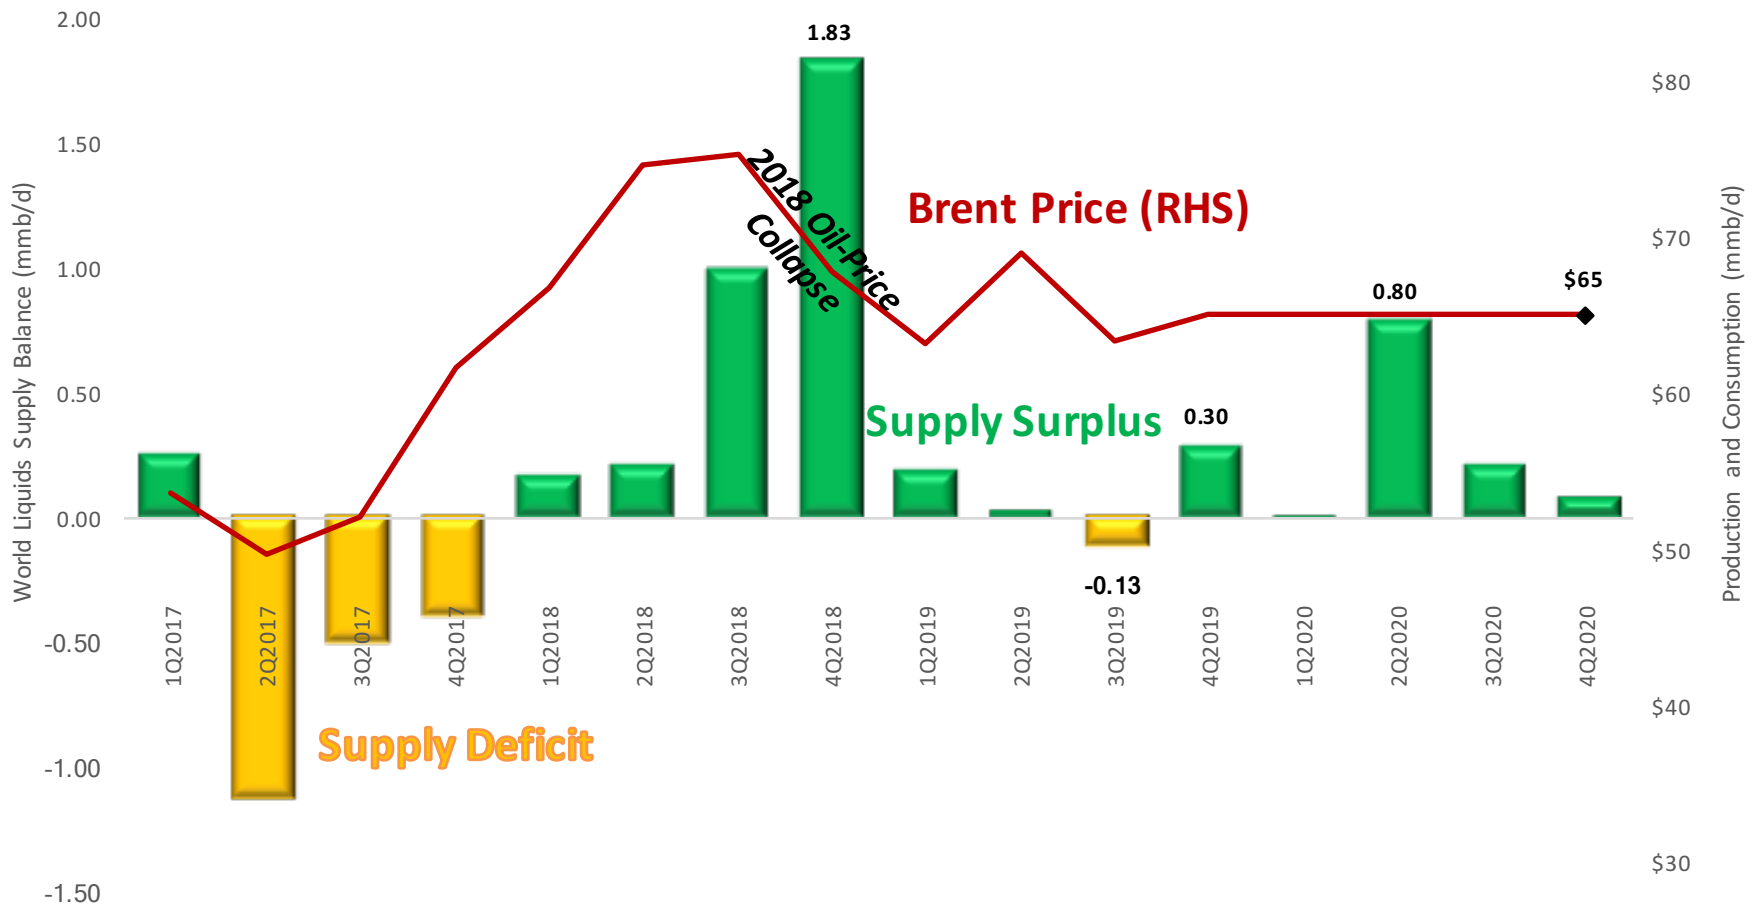 2.00
1.50
1.00
0.50
0.00
-0.50
-1.00
-1.50
World Liquids Supply Balance (mmb/d)
1.83
2018 Oil-Price
Collapse
Brent Price (RHS)
Supply Surplus
0.30
0.80
$65
-0.13
Supply Deficit
1Q2017
2Q2017
3Q2017
4Q2017
1Q2018
2Q2018
3Q2018
4Q2018
1Q2019
2Q2019
3Q2019
4Q2019
1Q2020
2Q2020
3Q2020
4Q2020
$80
$70
$60
$50
$40
$30
Production and Consumption (mmb/d)